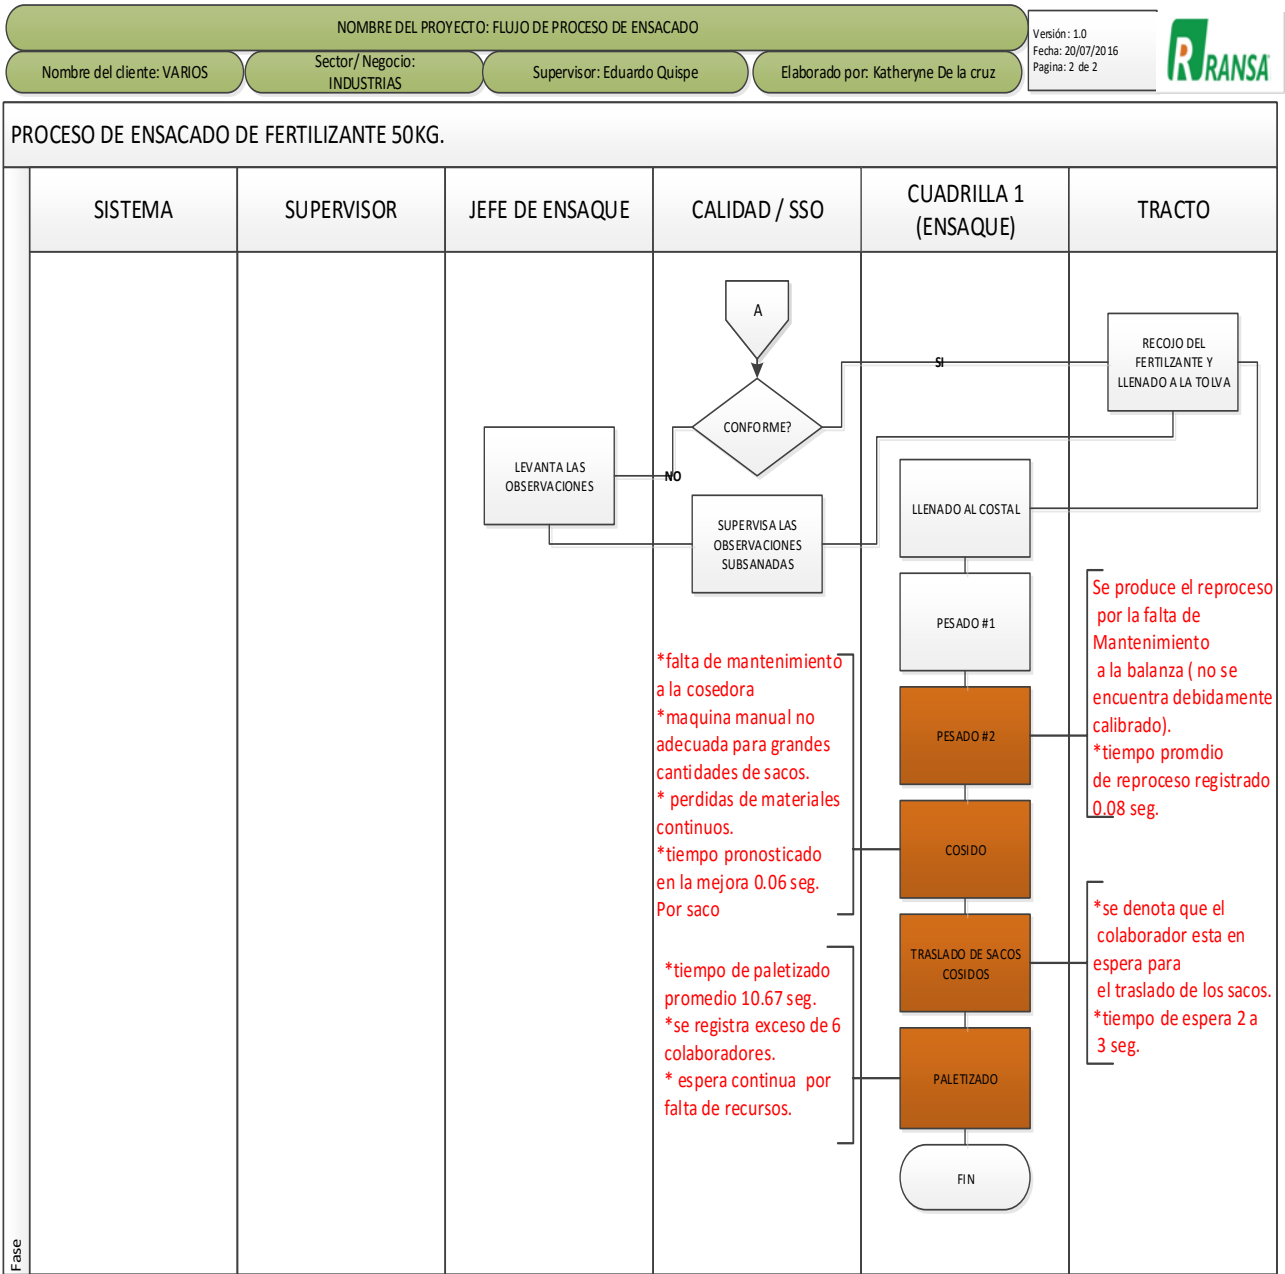 NOMBRE DEL PROYECTO: FLUJO DE PROCESO DE ENSACADO
Nombre del cliente: VARIOS
Sector/ Negocio:
INDUSTRIAS
Supervisor: Eduardo Quispe
Elaborado por: Katheryne De la cruz
Versión: 1.0
Fecha: 20/07/2016
Pagina: 2 de 2
RANSA
PROCESO DE ENSACADO DE FERTILIZANTE 50KG.
SISTEMA
SUPERVISOR
JEFE DE ENSAQUE
CALIDAD / SSO
CUADRILLA 1
(ENSAQUE)
TRACTO
A
CONFORME?
SI
NO
RECOJO DEL
FERTILZANTE Y
LLENADO A LA TOLVA
LEVANTA LAS
OBSERVACIONES
SUPERVISA LAS
OBSERVACIONES
SUBSANADAS
LLENADO AL COSTAL
PESADO #1
PESADO #2
COSIDO
TRASLADO DE SACOS
COSIDOS
PALETIZADO
FIN
Se produce el reproceso
por la falta de
Mantenimiento
a la balanza ( no se
encuentra debidamente
calibrado).
*tiempo promdio
de reproceso registrado
0.08 seg.
*falta de mantenimiento
a la cosedora
*maquina manual no
adecuada para grandes
cantidades de sacos.
* perdidas de materiales
continuos.
*tiempo pronosticado
en la mejora 0.06 seg.
Por saco
*se denota que el
colaborador esta en
espera para
el traslado de los sacos.
*tiempo de espera 2 a
3 seg.
*tiempo de paletizado
promedio 10.67 seg.
*se registra exceso de 6
colaboradores.
* espera continua por
falta de recursos.
Fase